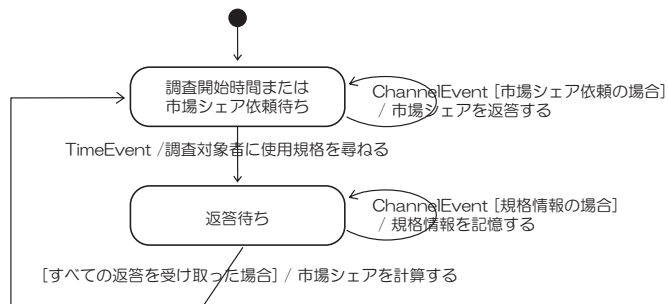 調査開始時間または
市場シェア依頼待ち
ChannelEvent [市場シェア依頼の場合]
/ 市場シェアを返答する
TimeEvent /調査対象者に使用規格を尋ねる
返答待ち
ChannelEvent [規格情報の場合]
/ 規格情報を記憶する
[すべての返答を受け取った場合] / 市場シェアを計算する